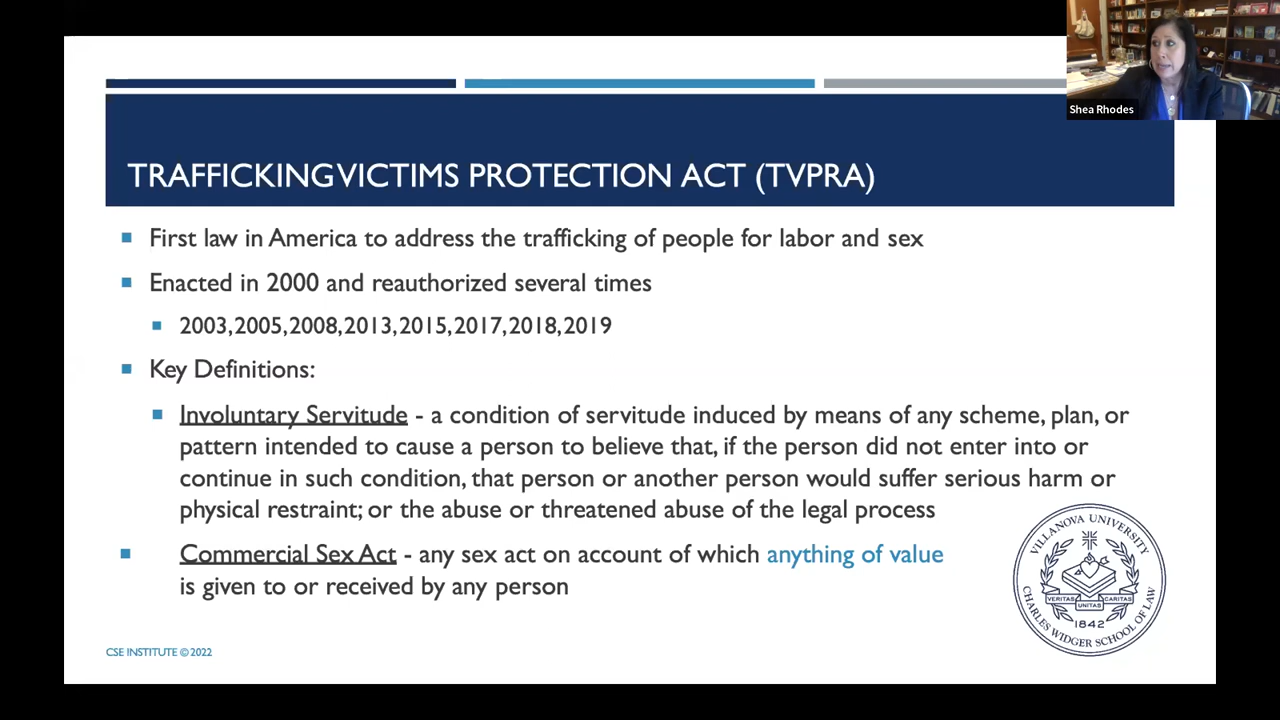 Shea Rhodes
TRAFFICKING VICTIMS PROTECTION ACT (TVPRA)
First law in America to address the trafficking of people for labor and sex
Enacted in 2000 and reauthorized several times
2003,2005,2008,2013,2015,2017,2018,2019
Key Definitions:
Involuntary Servitude - a condition of servitude induced by means of any scheme, plan, or
pattern intended to cause a person to believe that, if the person did not enter into or
continue in such condition, that person or another person would suffer serious harm or
physical restraint; or the abuse or threatened abuse of the legal process
Commercial Sex Act - any sex act on account of which anything of value
is given to or received by any person
VILLANOVA UNIVERSITY
VERITAS UNITAS CARITAS
1842
CHARLES WIDGER SCHOOL OF LAW
CSE INSTITUTE © 2022